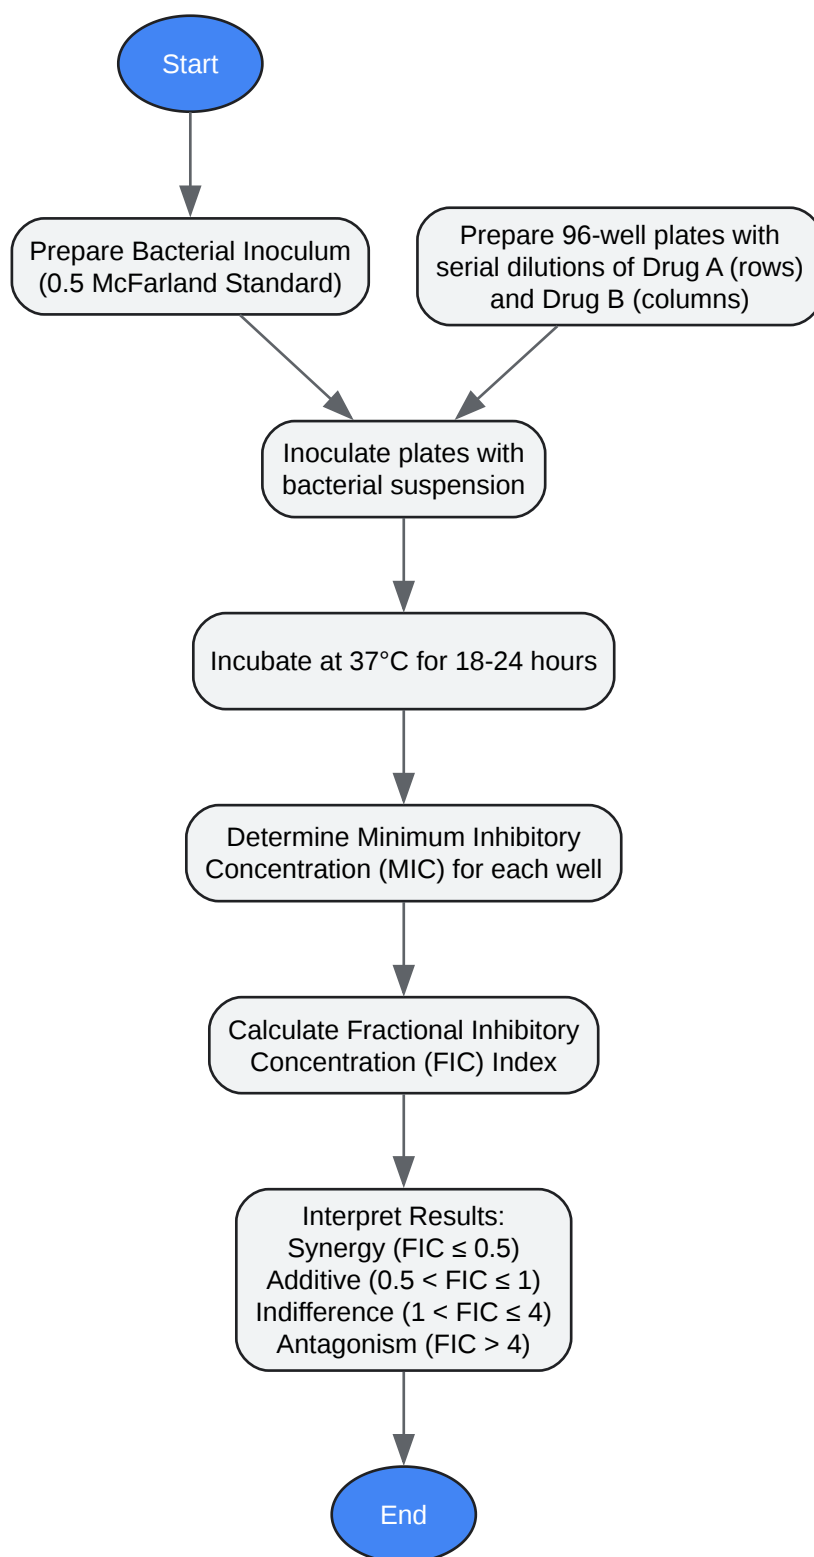 Start
Prepare Bacterial Inoculum
(0.5 McFarland Standard)
Prepare 96-well plates with
serial dilutions of Drug A (rows)
and Drug B (columns)
Inoculate plates with
bacterial suspension
Incubate at 37°C for 18-24 hours
Determine Minimum Inhibitory
Concentration (MIC) for each well
Calculate Fractional Inhibitory
Concentration (FIC) Index
Interpret Results:
Synergy (FIC ≤ 0.5)
Additive (0.5 < FIC ≤ 1)
Indifference (1 < FIC ≤ 4)
Antagonism (FIC > 4)
End